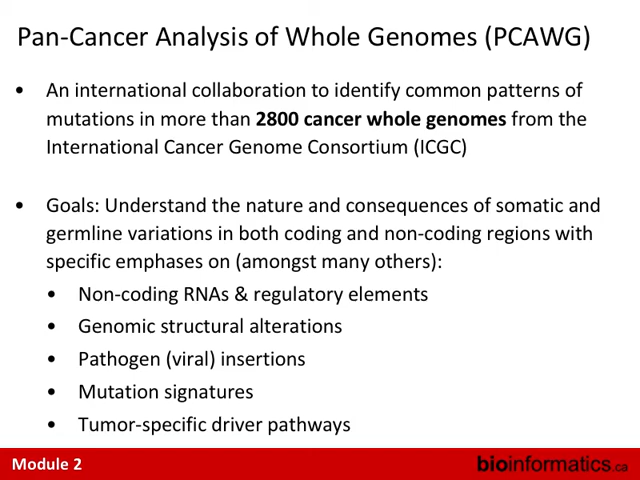 Pan-Cancer Analysis of Whole Genomes (PCAWG)
• An international collaboration to identify common patterns of
mutations in more than 2800 cancer whole genomes from the
International Cancer Genome Consortium (ICGC)
• Goals: Understand the nature and consequences of somatic and
germline variations in both coding and non-coding regions with
specific emphases on (amongst many others):
• Non-coding RNAs & regulatory elements
• Genomic structural alterations
• Pathogen (viral) insertions
• Mutation signatures
• Tumor-specific driver pathways
Module 2
bioinformatics.ca